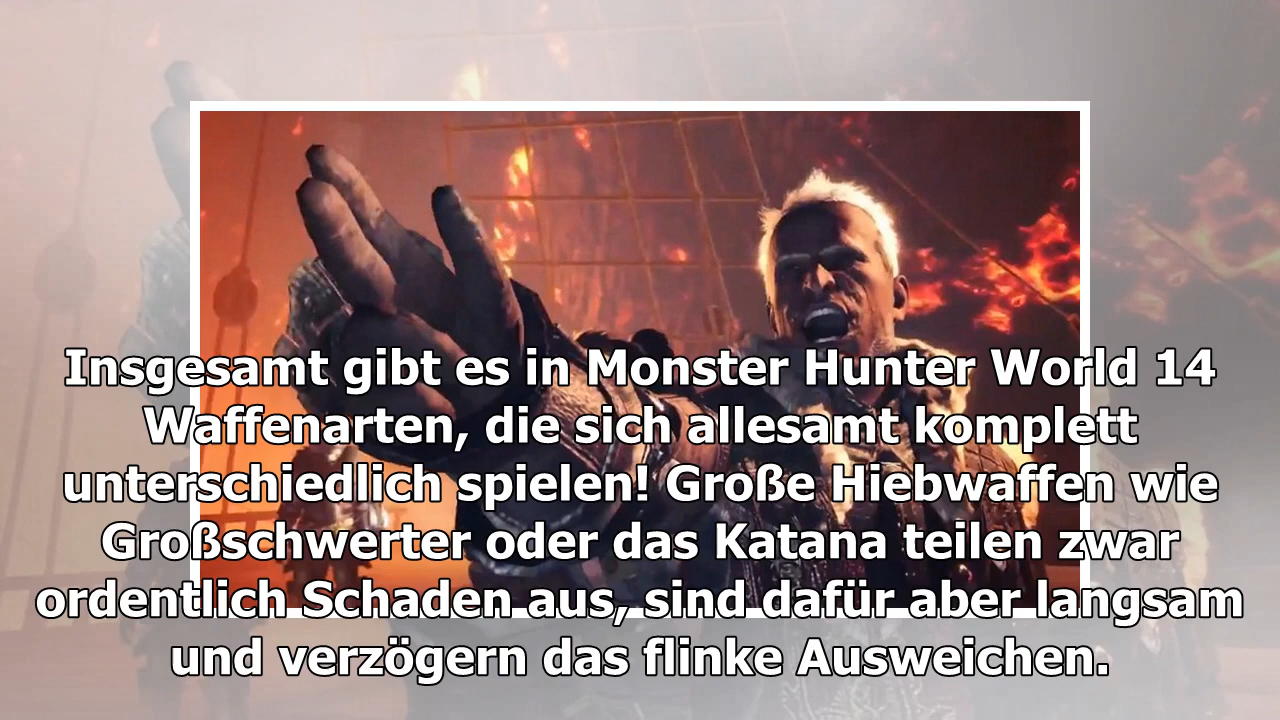 Insgesamt gibt es in Monster Hunter World 14
Waffenarten, die sich allesamt komplett
unterschiedlich spielen! Große Hiebwaffen wie
Großschwerter oder das Katana teilen zwar
ordentlich Schaden aus, sind dafür aber langsam
und verzögern das flinke Ausweichen.